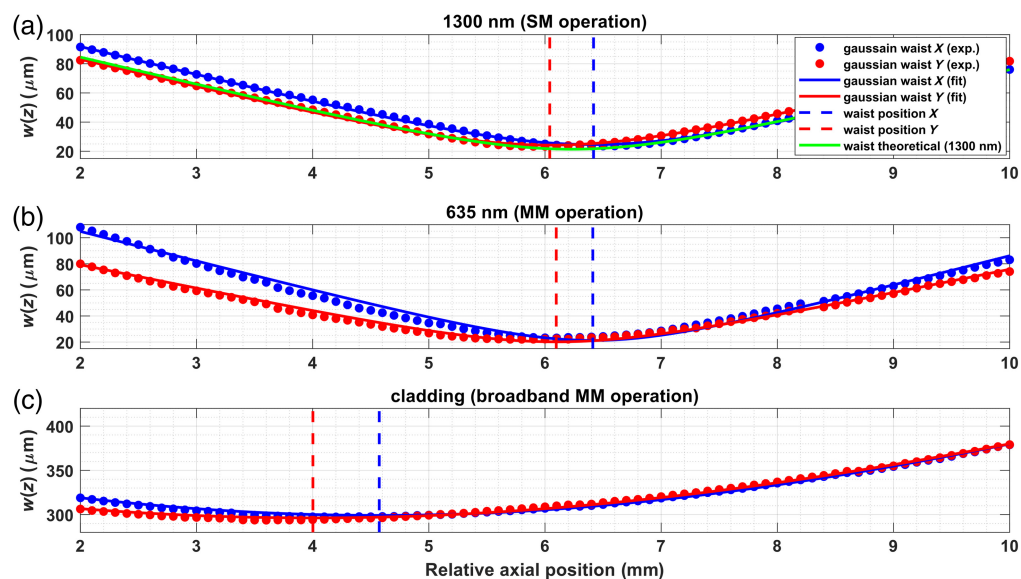 (a)
1300 nm (SM operation)
w(z) (μm)
100
80
60
40
20
2 3 4 5 6 7 8 9 10
gaussain waist X (exp.)
gaussian waist Y (exp.)
gaussian waist X (fit)
gaussian waist Y (fit)
waist position X
waist position Y
waist theoretical (1300 nm)
(b)
635 nm (MM operation)
w(z) (μm)
100
80
60
40
20
2 3 4 5 6 7 8 9 10
(c)
cladding (broadband MM operation)
w(z) (μm)
400
350
300
2 3 4 5 6 7 8 9 10
Relative axial position (mm)